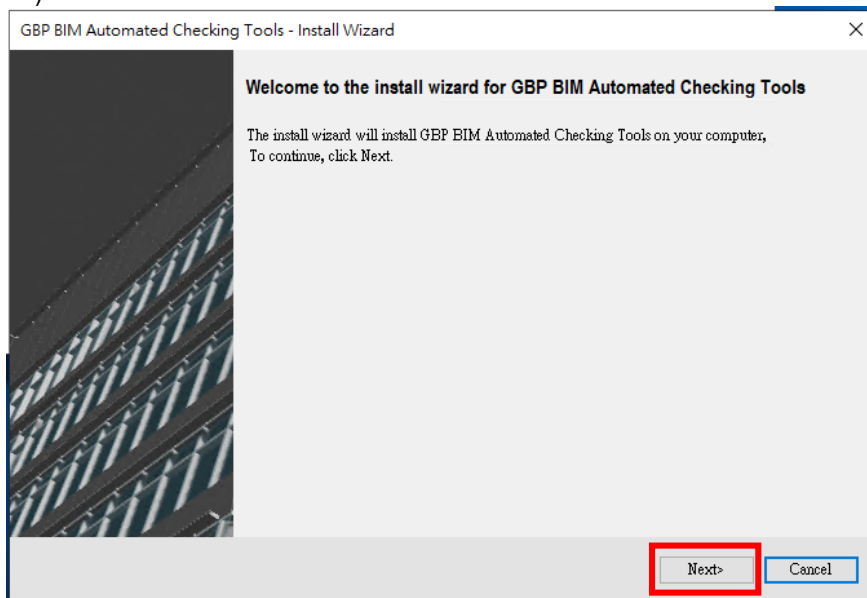 )
GBP BIM Automated Checking Tools - Install Wizard
Welcome to the install wizard for GBP BIM Automated Checking Tools
The install wizard will install GBP BIM Automated Checking Tools on your computer,
To continue, click Next.
Next>
Cancel